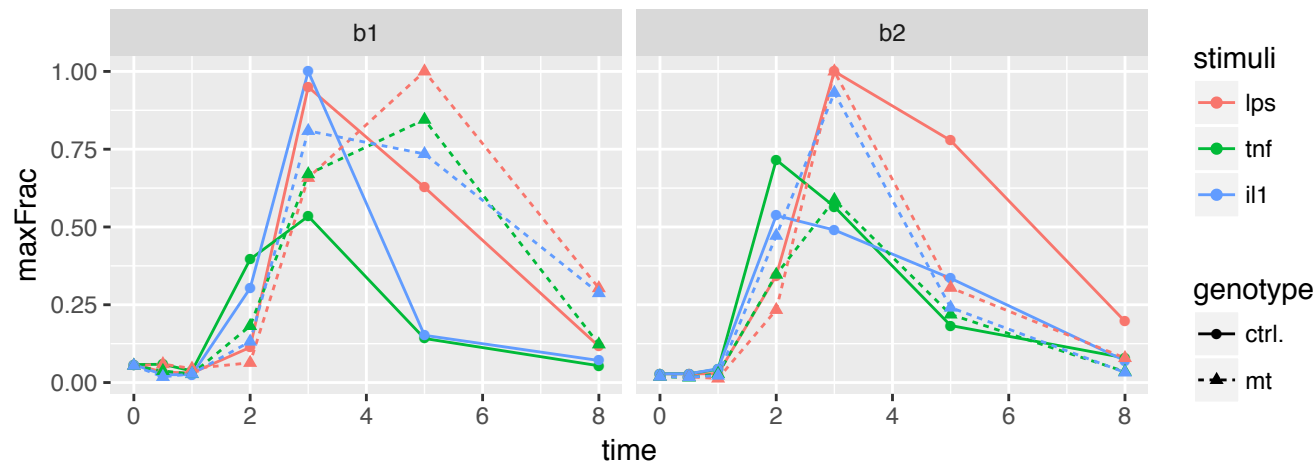 b1
b2
1.00
0.75
0.50
0.25
0.00
maxFrac
0 2 4 6 8
0 2 4 6 8
time
stimuli
lps
tnf
il1
genotype
ctrl.
mt